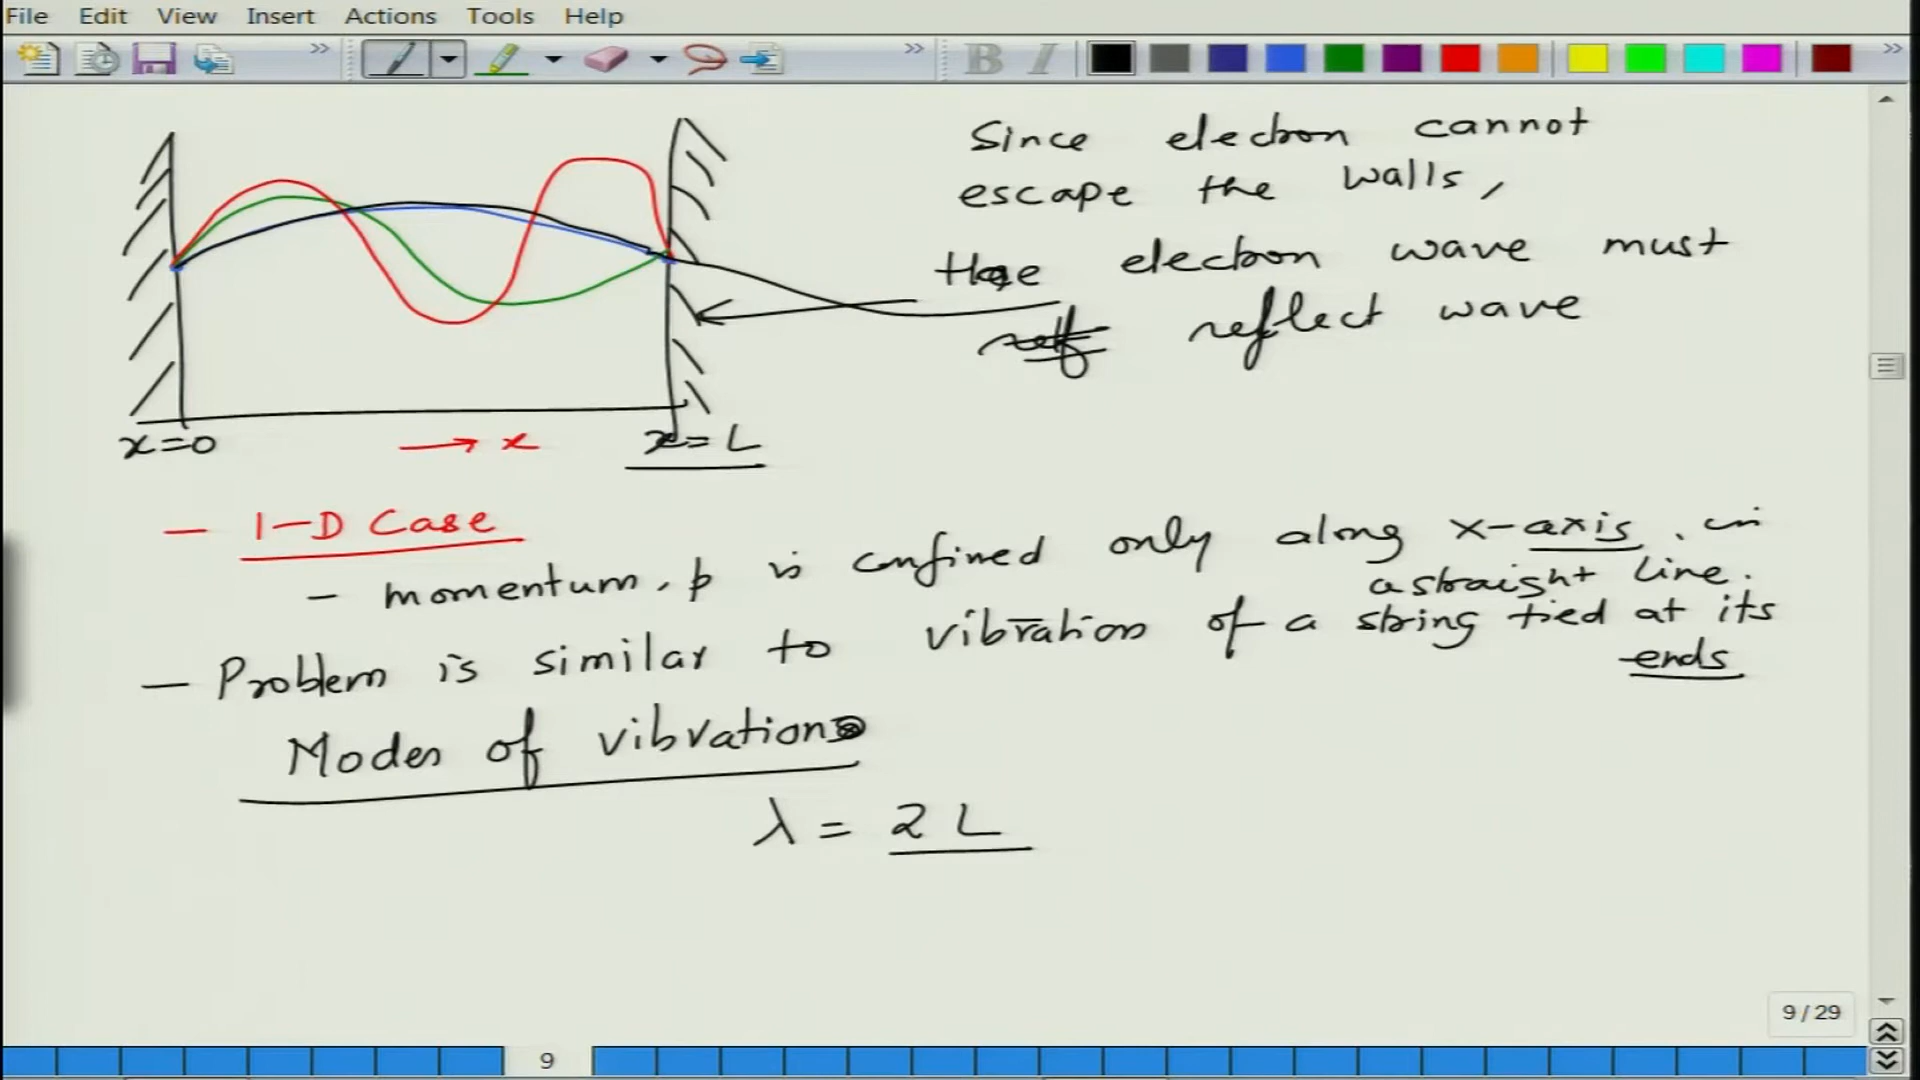 File Edit View Insert Actions Tools Help
B I
Since electron cannot
escape the walls,
the electron wave must
reflect wave
x=0 → x x=L
- 1-D Case
- momentum, p is confined only along x-axis, in
a straight line.
- Problem is similar to vibration of a string tied at its
ends
Modes of vibrations
λ = 2L
9 / 29
9